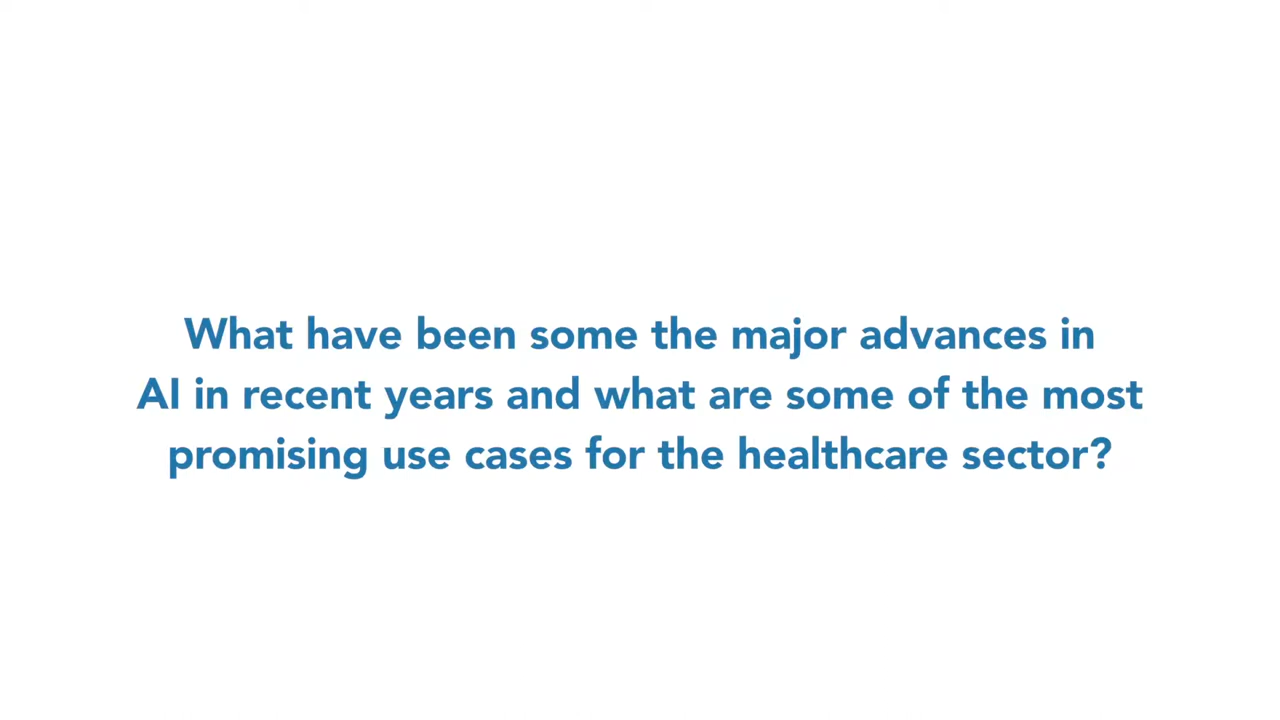 What have been some the major advances in
AI in recent years and what are some of the most
promising use cases for the healthcare sector?